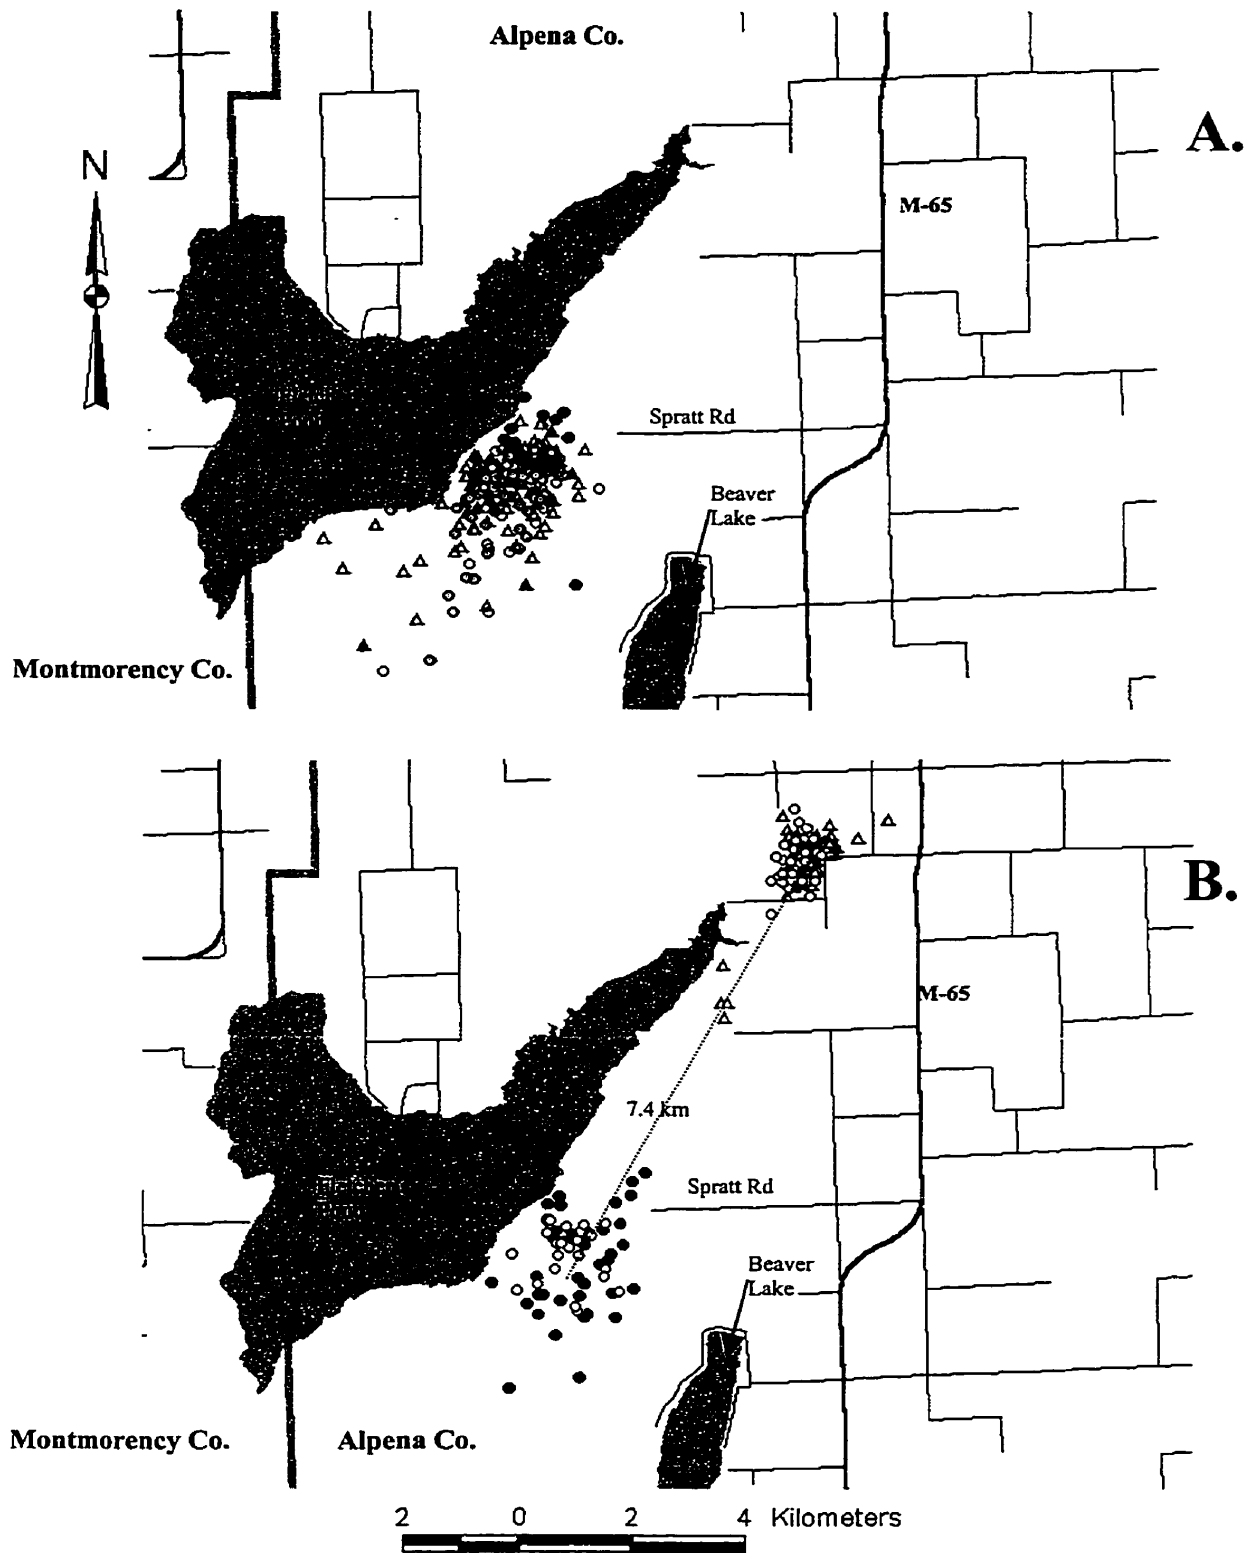 Alpena Co.
A.
N
M-65
Spratt Rd
Beaver
Lake
Montmorency Co.
B.
M-65
7.4 km
Spratt Rd
Beaver
Lake
Montmorency Co.
Alpena Co.
2 0 2 4 Kilometers